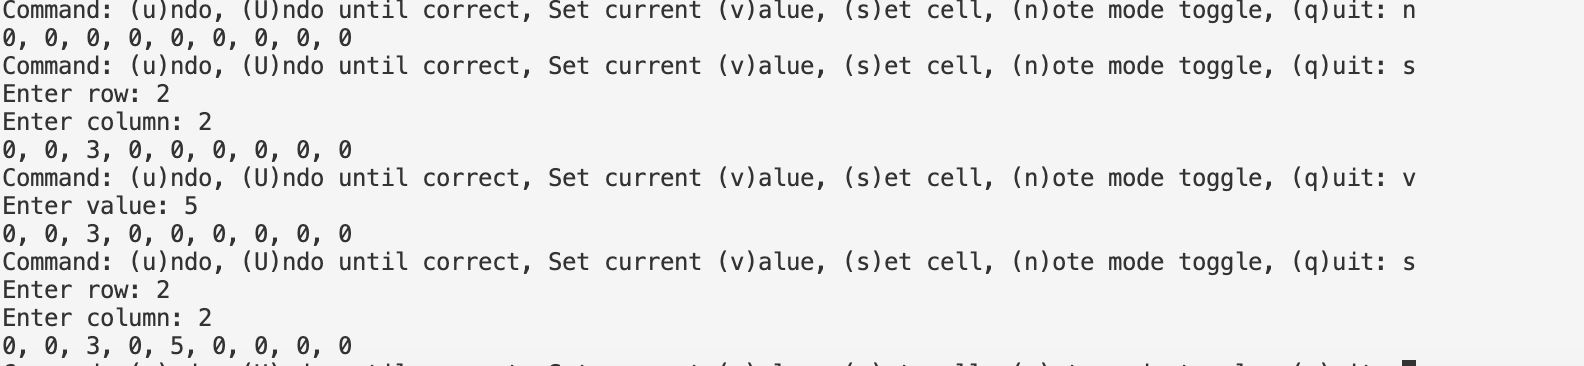 Command: (u)ndo, (U)ndo until correct, Set current (v)alue, (s)et cell, (n)ote mode toggle, (q)uit: n
0, 0, 0, 0, 0, 0, 0, 0, 0
Command: (u)ndo, (U)ndo until correct, Set current (v)alue, (s)et cell, (n)ote mode toggle, (q)uit: s
Enter row: 2
Enter column: 2
0, 0, 3, 0, 0, 0, 0, 0, 0
Command: (u)ndo, (U)ndo until correct, Set current (v)alue, (s)et cell, (n)ote mode toggle, (q)uit: v
Enter value: 5
0, 0, 3, 0, 0, 0, 0, 0, 0
Command: (u)ndo, (U)ndo until correct, Set current (v)alue, (s)et cell, (n)ote mode toggle, (q)uit: s
Enter row: 2
Enter column: 2
0, 0, 3, 0, 5, 0, 0, 0, 0